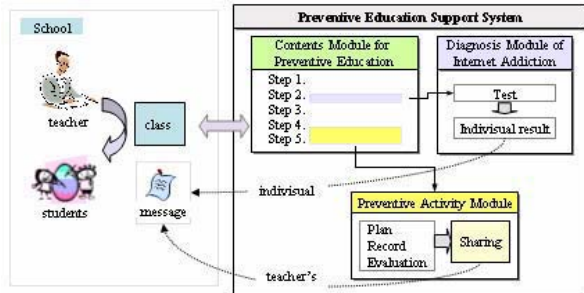 School
teacher
class
students
message
Preventive Education Support System
Contents Module for
Preventive Education
Step 1.
Step 2.
Step 3.
Step 4.
Step 5.
Diagnosis Module of
Internet Addiction
Test
Indivisual result
indivisual
Preventive Activity Module
Plan
Record
Evaluation
Sharing
teacher's